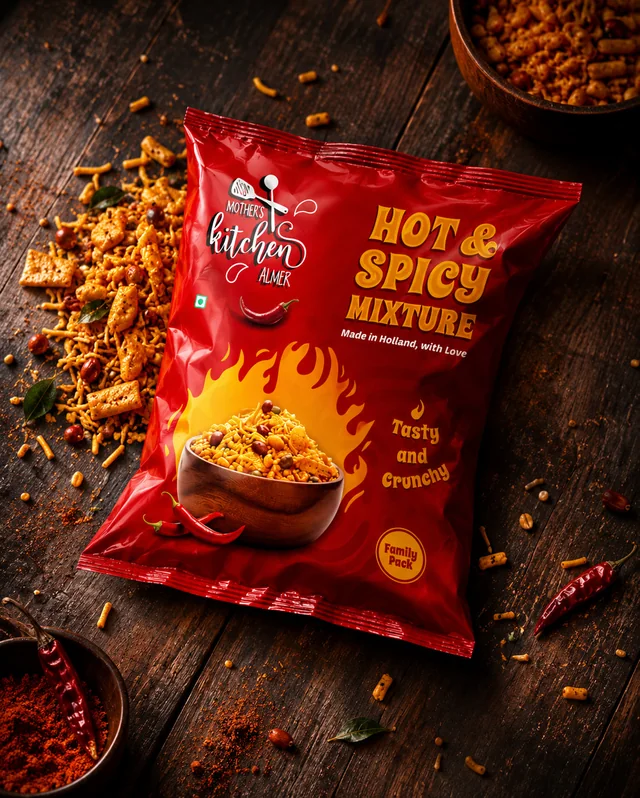 MOTHER'S
kitchen
ALMER
HOT &
SPICY
MIXTURE
Made in Holland, with Love
Tasty
and
Crunchy
Family
Pack